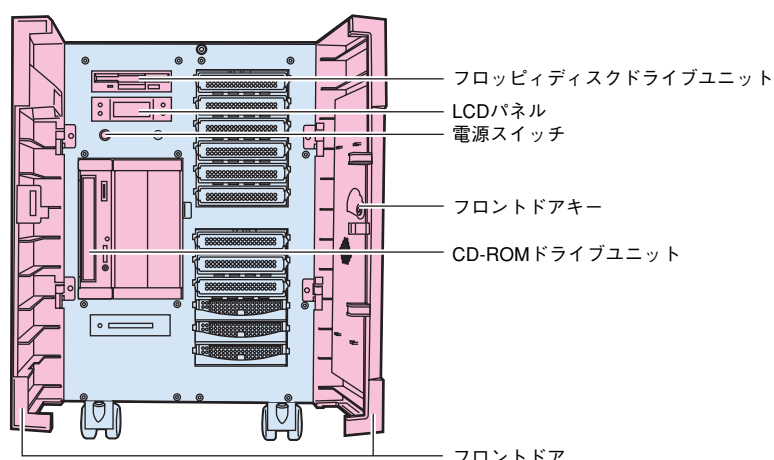 フロッピィディスクドライブユニット
LCDパネル
電源スイッチ
フロントドアキー
CD-ROMドライブユニット
フロントドア